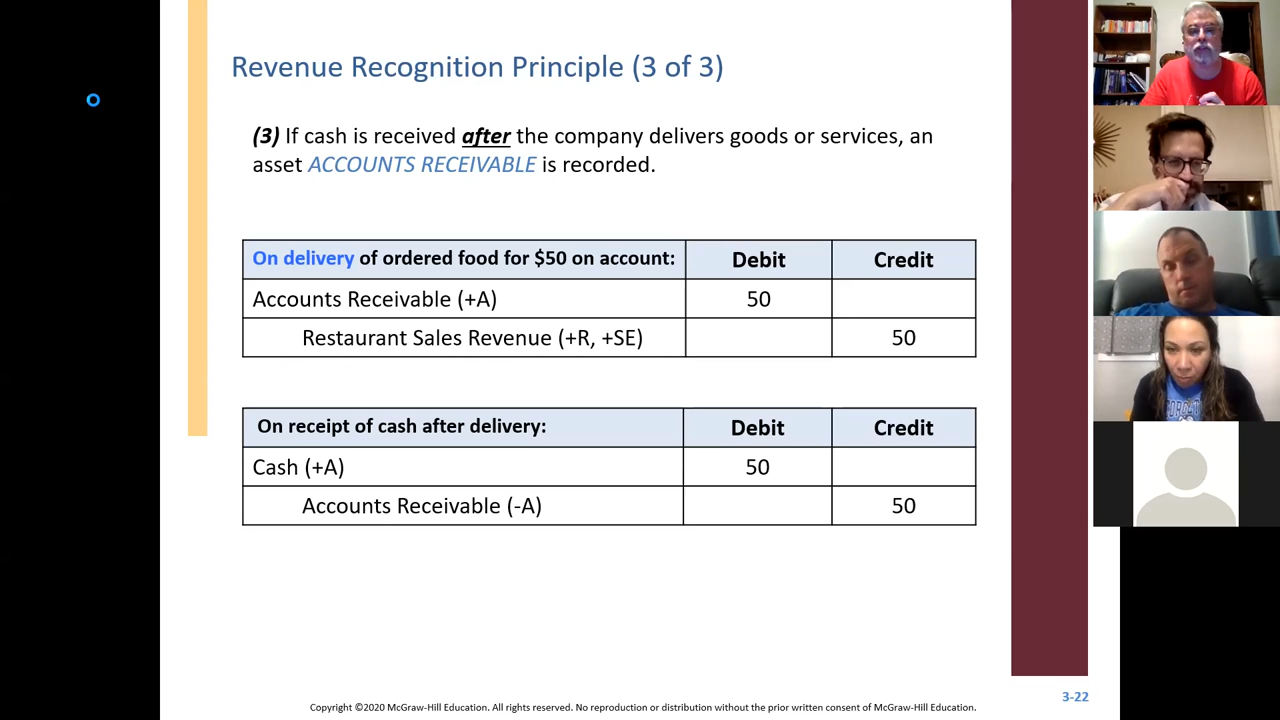 Revenue Recognition Principle (3 of 3)
(3) If cash is received after the company delivers goods or services, an
asset ACCOUNTS RECEIVABLE is recorded.
On delivery of ordered food for $50 on account: Debit Credit
Accounts Receivable (+A) 50
Restaurant Sales Revenue (+R, +SE) 50
On receipt of cash after delivery: Debit Credit
Cash (+A) 50
Accounts Receivable (-A) 50
3-22
Copyright ©2020 McGraw-Hill Education. All rights reserved. No reproduction or distribution without the prior written consent of McGraw-Hill Education.